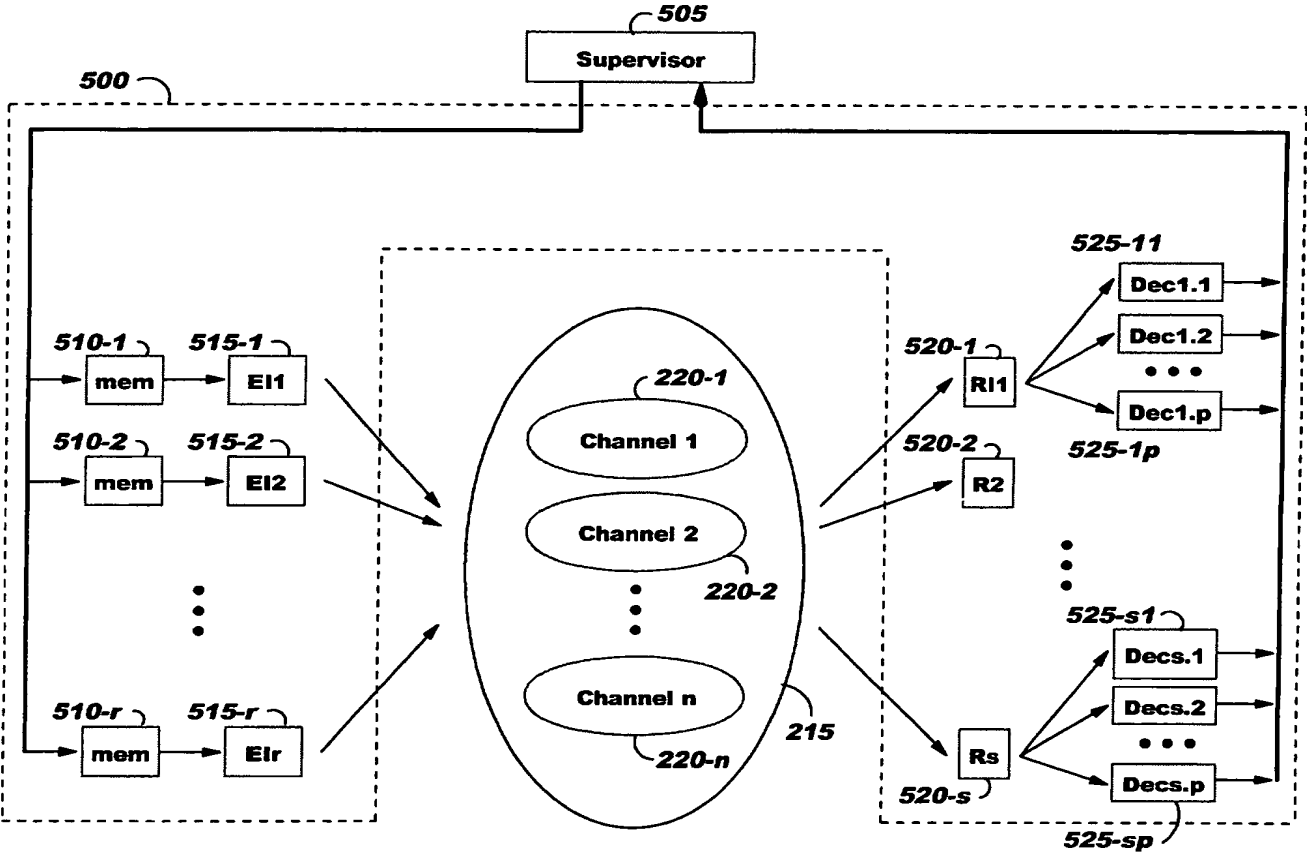 505
Supervisor
500
525-11
Dec1.1
510-1 515-1
mem EI1
520-1
RI1
Dec1.2
• • •
Dec1.p
525-1p
220-1
Channel 1
510-2 515-2
mem EI2
520-2
R2
Channel 2
220-2
525-s1
Decs.1
Decs.2
• • •
Decs.p
525-sp
Channel n
220-n
215
510-r 515-r
mem EIr
Rs
520-s